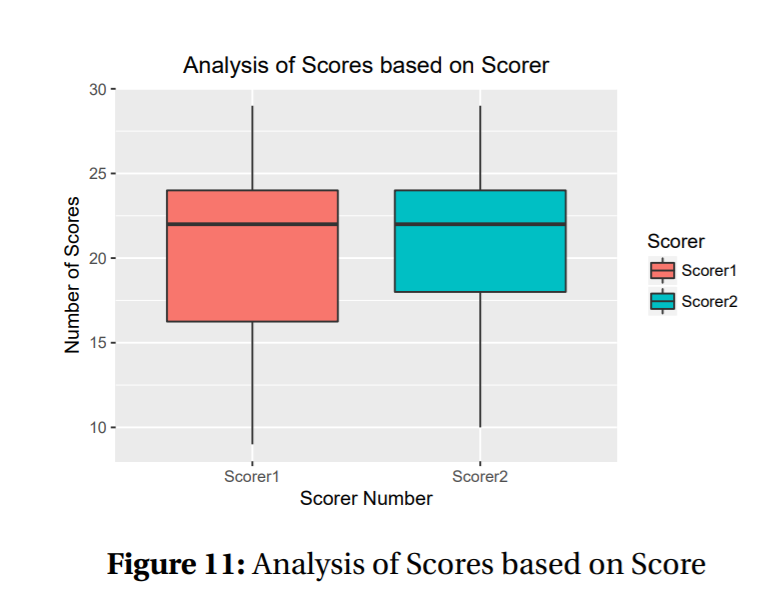 Analysis of Scores based on Scorer
30
25
20
15
10
Number of Scores
Scorer1
Scorer2
Scorer Number
Scorer
Scorer1
Scorer2
Figure 11: Analysis of Scores based on Score